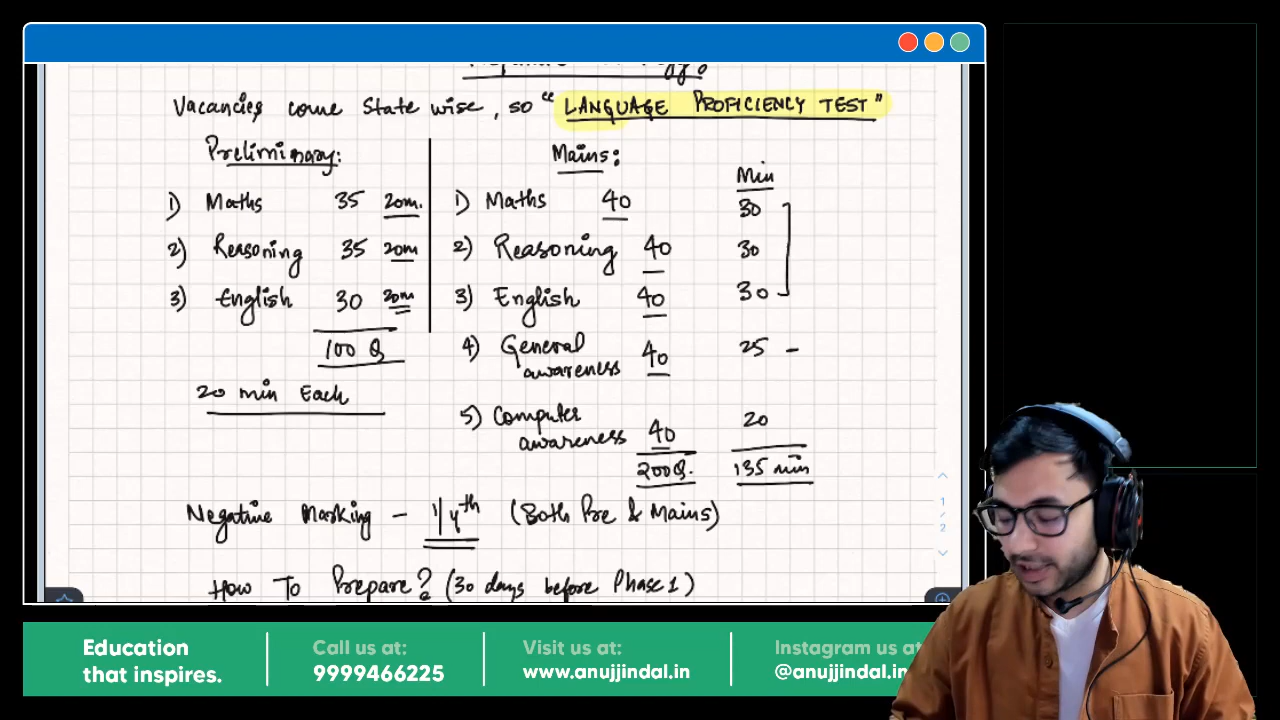 Vacancies come State wise, so "LANGUAGE PROFICIENCY TEST"
Preliminary:
1) Maths 35 20m.
2) Reasoning 35 20m
3) English 30 20m
100 Q
20 min Each
Mains:
Min
1) Maths 40 30
2) Reasoning 40 30
3) English 40 30
4) General awareness 40 25 –
5) Computer awareness 40 20
200 Q. 135 min
Negative Marking – 1/4th (Both Pre & Mains)
How To Prepare? (30 days before Phase 1)
1
2
Education
that inspires.
Call us at:
9999466225
Visit us at:
www.anujjindal.in
Instagram us at
@anujjindal.in